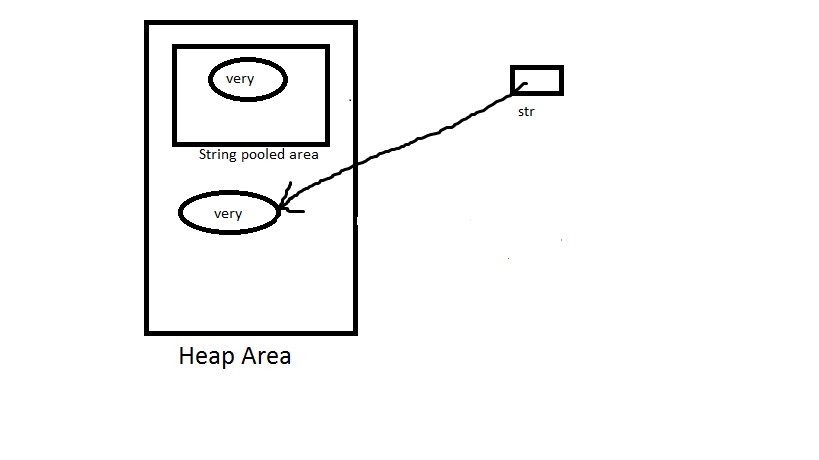 very
str
String pooled area
very
Heap Area